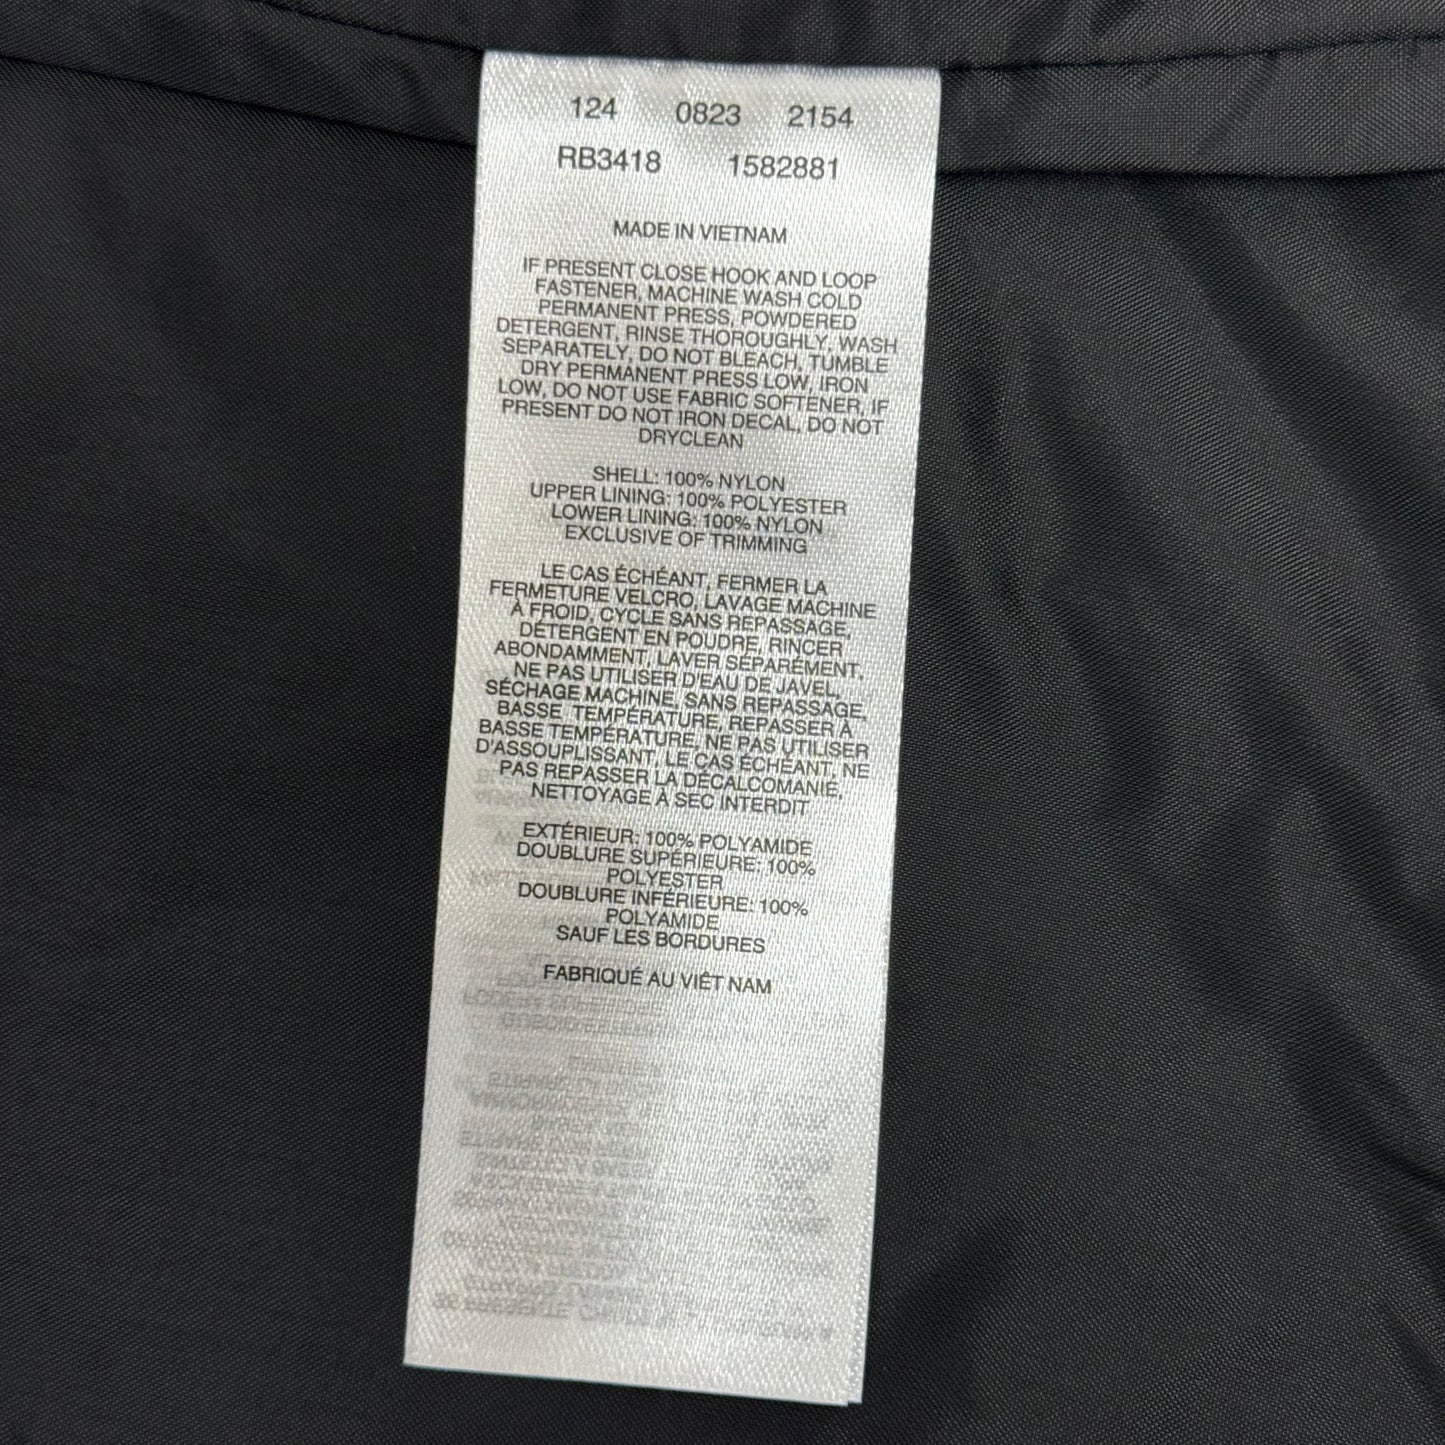 124 0823 2154
RB3418 1582881
MADE IN VIETNAM
IF PRESENT CLOSE HOOK AND LOOP
FASTENER, MACHINE WASH COLD
PERMANENT PRESS, POWDERED
DETERGENT, RINSE THOROUGHLY, WASH
SEPARATELY, DO NOT BLEACH, TUMBLE
DRY PERMANENT PRESS LOW, IRON
LOW, DO NOT USE FABRIC SOFTENER, IF
PRESENT DO NOT IRON DECAL, DO NOT
DRYCLEAN
SHELL: 100% NYLON
UPPER LINING: 100% POLYESTER
LOWER LINING: 100% NYLON
EXCLUSIVE OF TRIMMING
LE CAS ÉCHÉANT, FERMER LA
FERMETURE VELCRO, LAVAGE MACHINE
À FROID, CYCLE SANS REPASSAGE,
DÉTERGENT EN POUDRE, RINCER
ABONDAMMENT, LAVER SÉPARÉMENT,
NE PAS UTILISER D'EAU DE JAVEL,
SÉCHAGE MACHINE, SANS REPASSAGE,
BASSE TEMPÉRATURE, REPASSER À
BASSE TEMPÉRATURE, NE PAS UTILISER
D'ASSOUPLISSANT, LE CAS ÉCHÉANT, NE
PAS REPASSER LA DÉCALCOMANIE,
NETTOYAGE À SEC INTERDIT
EXTÉRIEUR: 100% POLYAMIDE
DOUBLURE SUPÉRIEURE: 100%
POLYESTER
DOUBLURE INFÉRIEURE: 100%
POLYAMIDE
SAUF LES BORDURES
FABRIQUÉ AU VIÊT NAM